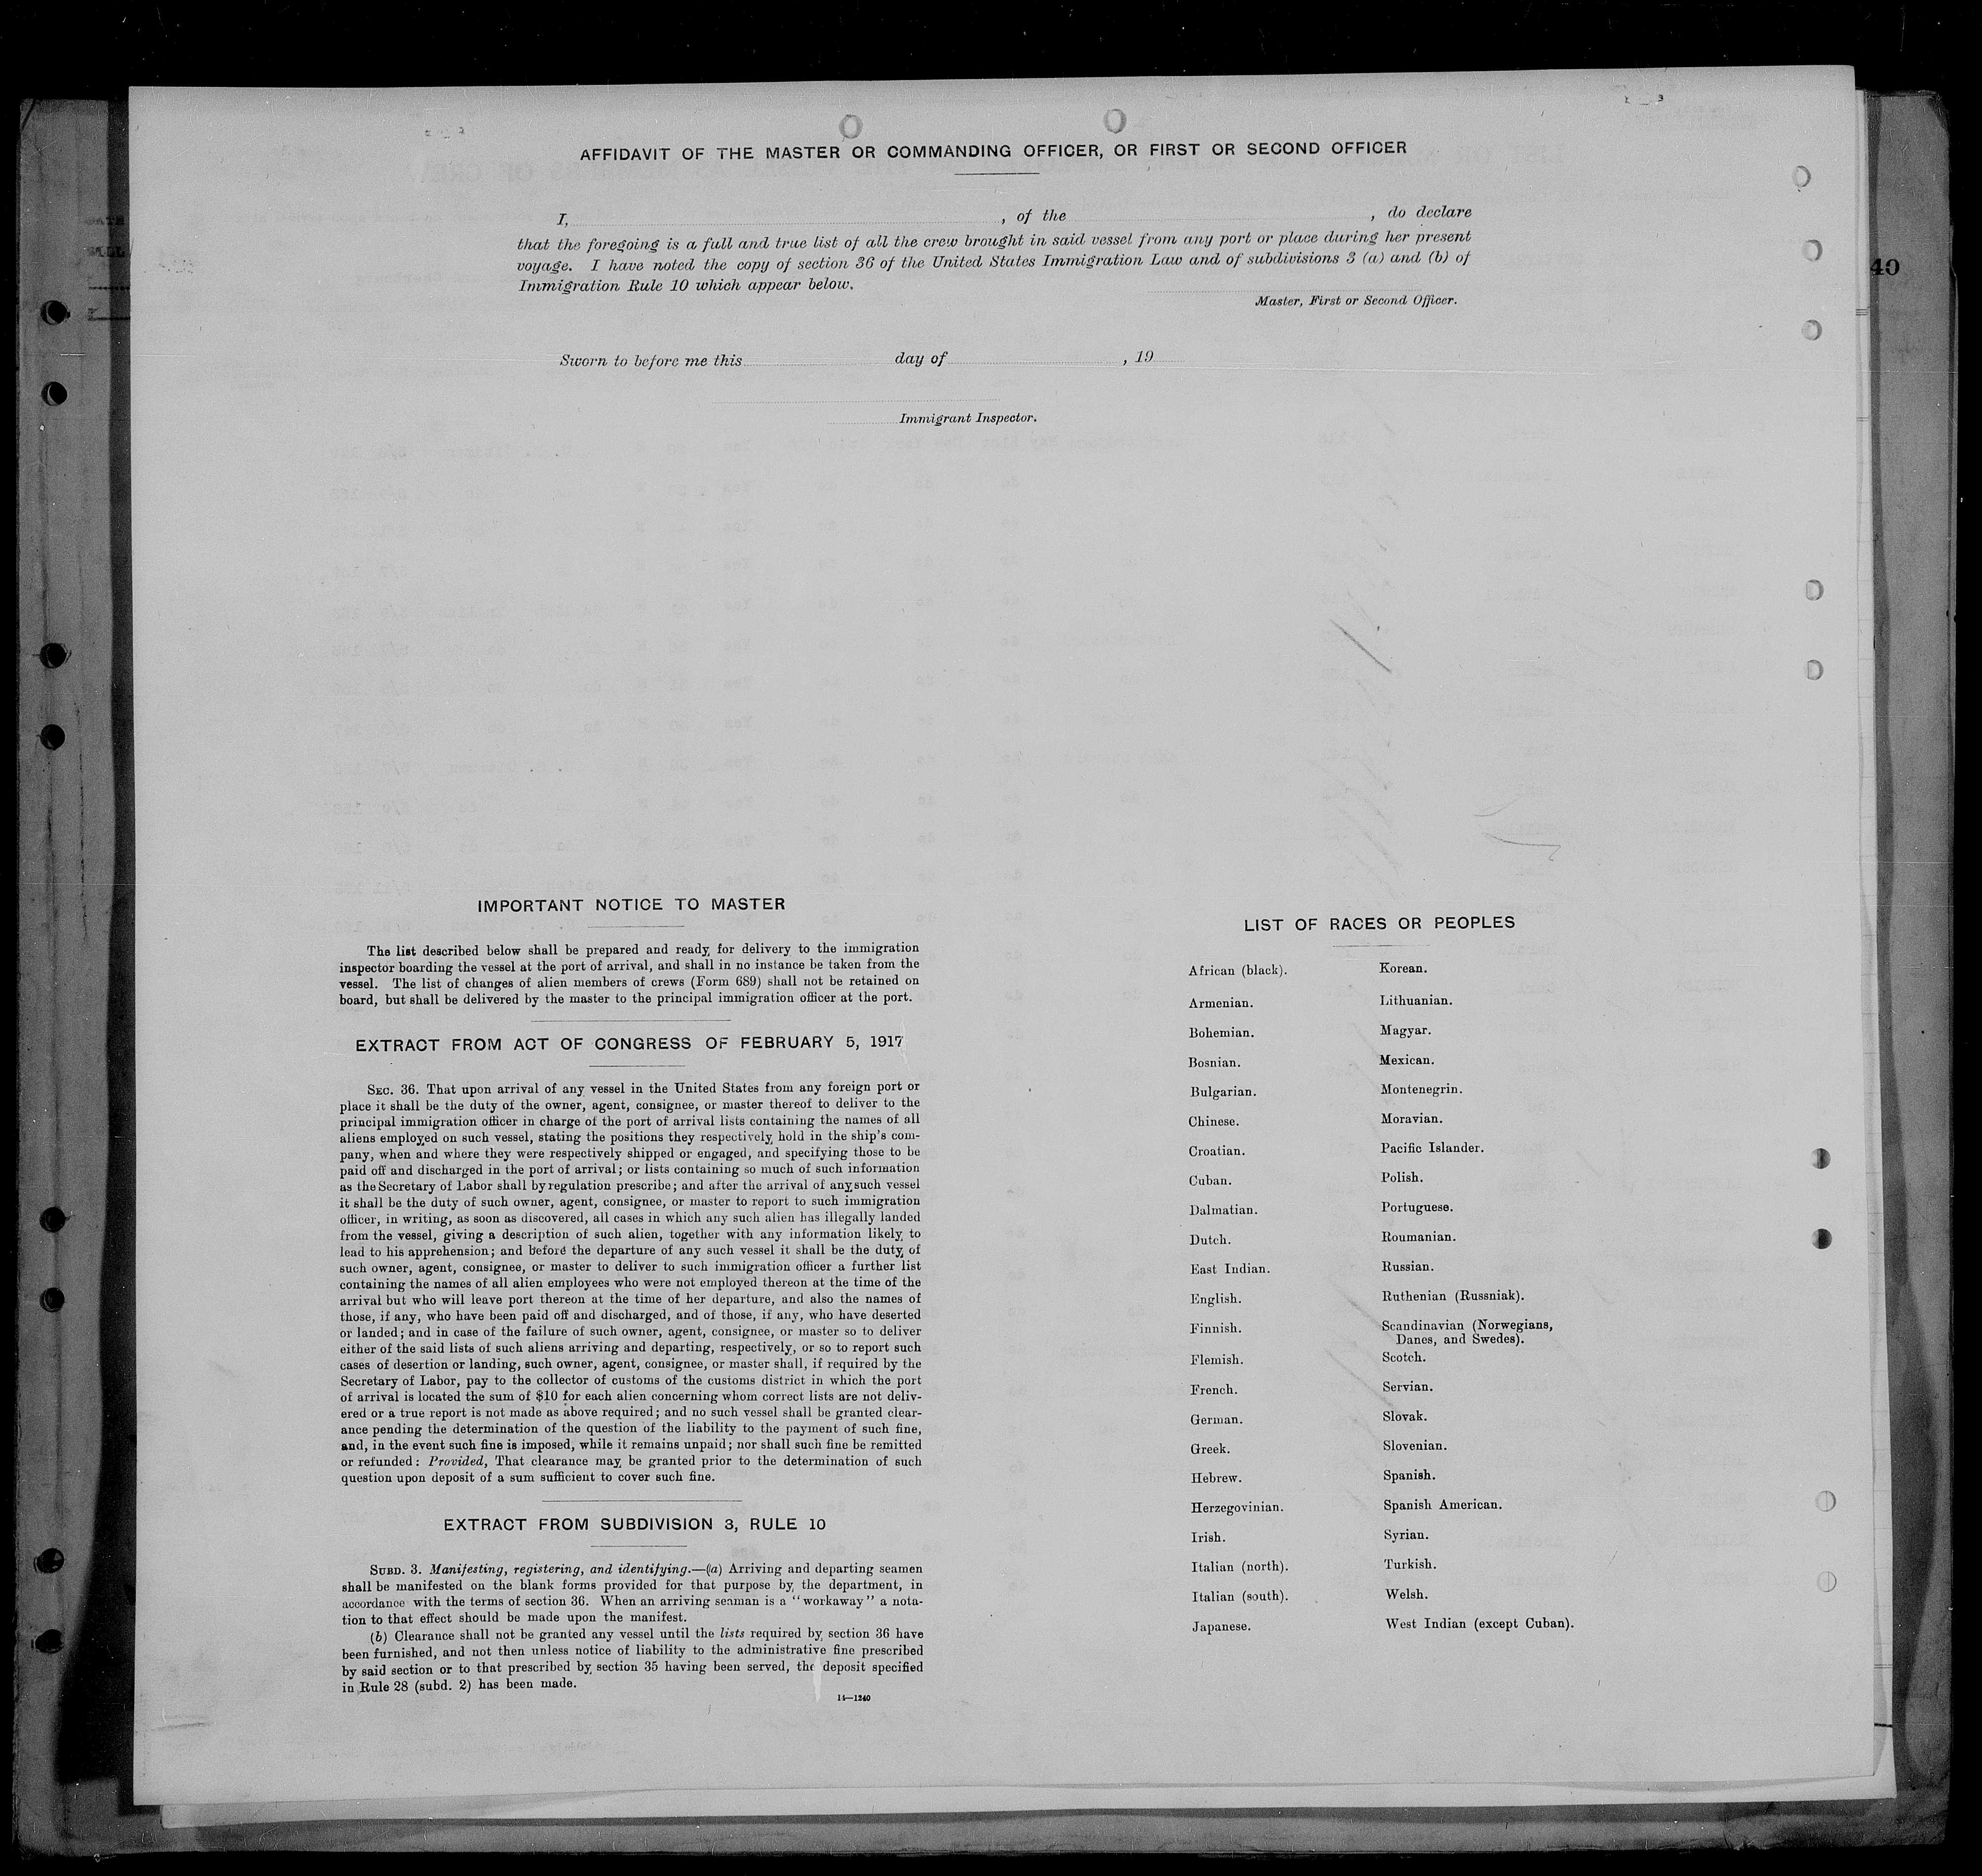 AFFIDAVIT OF THE MASTER OR COMMANDING OFFICER, OR FIRST OR SECOND OFFICER
I, , of the , do declare
that the foregoing is a full and true list of all the crew brought in said vessel from any port or place during her present
voyage. I have noted the copy of section 36 of the United States Immigration Law and of subdivisions 3 (a) and (b) of
Immigration Rule 10 which appear below.
Master, First or Second Officer.
Sworn to before me this day of , 19
Immigrant Inspector.
40
IMPORTANT NOTICE TO MASTER
The list described below shall be prepared and ready for delivery to the immigration
inspector boarding the vessel at the port of arrival, and shall in no instance be taken from the
vessel. The list of changes of alien members of crews (Form 689) shall not be retained on
board, but shall be delivered by the master to the principal immigration officer at the port.
EXTRACT FROM ACT OF CONGRESS OF FEBRUARY 5, 1917
SEC. 36. That upon arrival of any vessel in the United States from any foreign port or
place it shall be the duty of the owner, agent, consignee, or master thereof to deliver to the
principal immigration officer in charge of the port of arrival lists containing the names of all
aliens employed on such vessel, stating the positions they respectively hold in the ship's com-
pany, when and where they were respectively shipped or engaged, and specifying those to be
paid off and discharged in the port of arrival; or lists containing so much of such information
as the Secretary of Labor shall by regulation prescribe; and after the arrival of any such vessel
it shall be the duty of such owner, agent, consignee, or master to report to such immigration
officer, in writing, as soon as discovered, all cases in which any such alien has illegally landed
from the vessel, giving a description of such alien, together with any information likely to
lead to his apprehension; and before the departure of any such vessel it shall be the duty of
such owner, agent, consignee, or master to deliver to such immigration officer a further list
containing the names of all alien employees who were not employed thereon at the time of the
arrival but who will leave port thereon at the time of her departure, and also the names of
those, if any, who have been paid off and discharged, and of those, if any, who have deserted
or landed; and in case of the failure of such owner, agent, consignee, or master so to deliver
either of the said lists of such aliens arriving and departing, respectively, or so to report such
cases of desertion or landing, such owner, agent, consignee, or master shall, if required by the
Secretary of Labor, pay to the collector of customs of the customs district in which the port
of arrival is located the sum of $10 for each alien concerning whom correct lists are not deliv-
ered or a true report is not made as above required; and no such vessel shall be granted clear-
ance pending the determination of the question of the liability to the payment of such fine,
and, in the event such fine is imposed, while it remains unpaid; nor shall such fine be remitted
or refunded: Provided, That clearance may be granted prior to the determination of such
question upon deposit of a sum sufficient to cover such fine.
EXTRACT FROM SUBDIVISION 3, RULE 10
SUBD. 3. Manifesting, registering, and identifying.—(a) Arriving and departing seamen
shall be manifested on the blank forms provided for that purpose by the department, in
accordance with the terms of section 36. When an arriving seaman is a "workaway" a nota-
tion to that effect should be made upon the manifest.
(b) Clearance shall not be granted any vessel until the lists required by section 36 have
been furnished, and not then unless notice of liability to the administrative fine prescribed
by said section or to that prescribed by section 35 having been served, the deposit specified
in Rule 28 (subd. 2) has been made.
14—1240
LIST OF RACES OR PEOPLES
African (black).
Armenian.
Bohemian.
Bosnian.
Bulgarian.
Chinese.
Croatian.
Cuban.
Dalmatian.
Dutch.
East Indian.
English.
Finnish.
Flemish.
French.
German.
Greek.
Hebrew.
Herzegovinian.
Irish.
Italian (north).
Italian (south).
Japanese.
Korean.
Lithuanian.
Magyar.
Mexican.
Montenegrin.
Moravian.
Pacific Islander.
Polish.
Portuguese.
Roumanian.
Russian.
Ruthenian (Russniak).
Scandinavian (Norwegians,
Danes, and Swedes).
Scotch.
Servian.
Slovak.
Slovenian.
Spanish.
Spanish American.
Syrian.
Turkish.
Welsh.
West Indian (except Cuban).